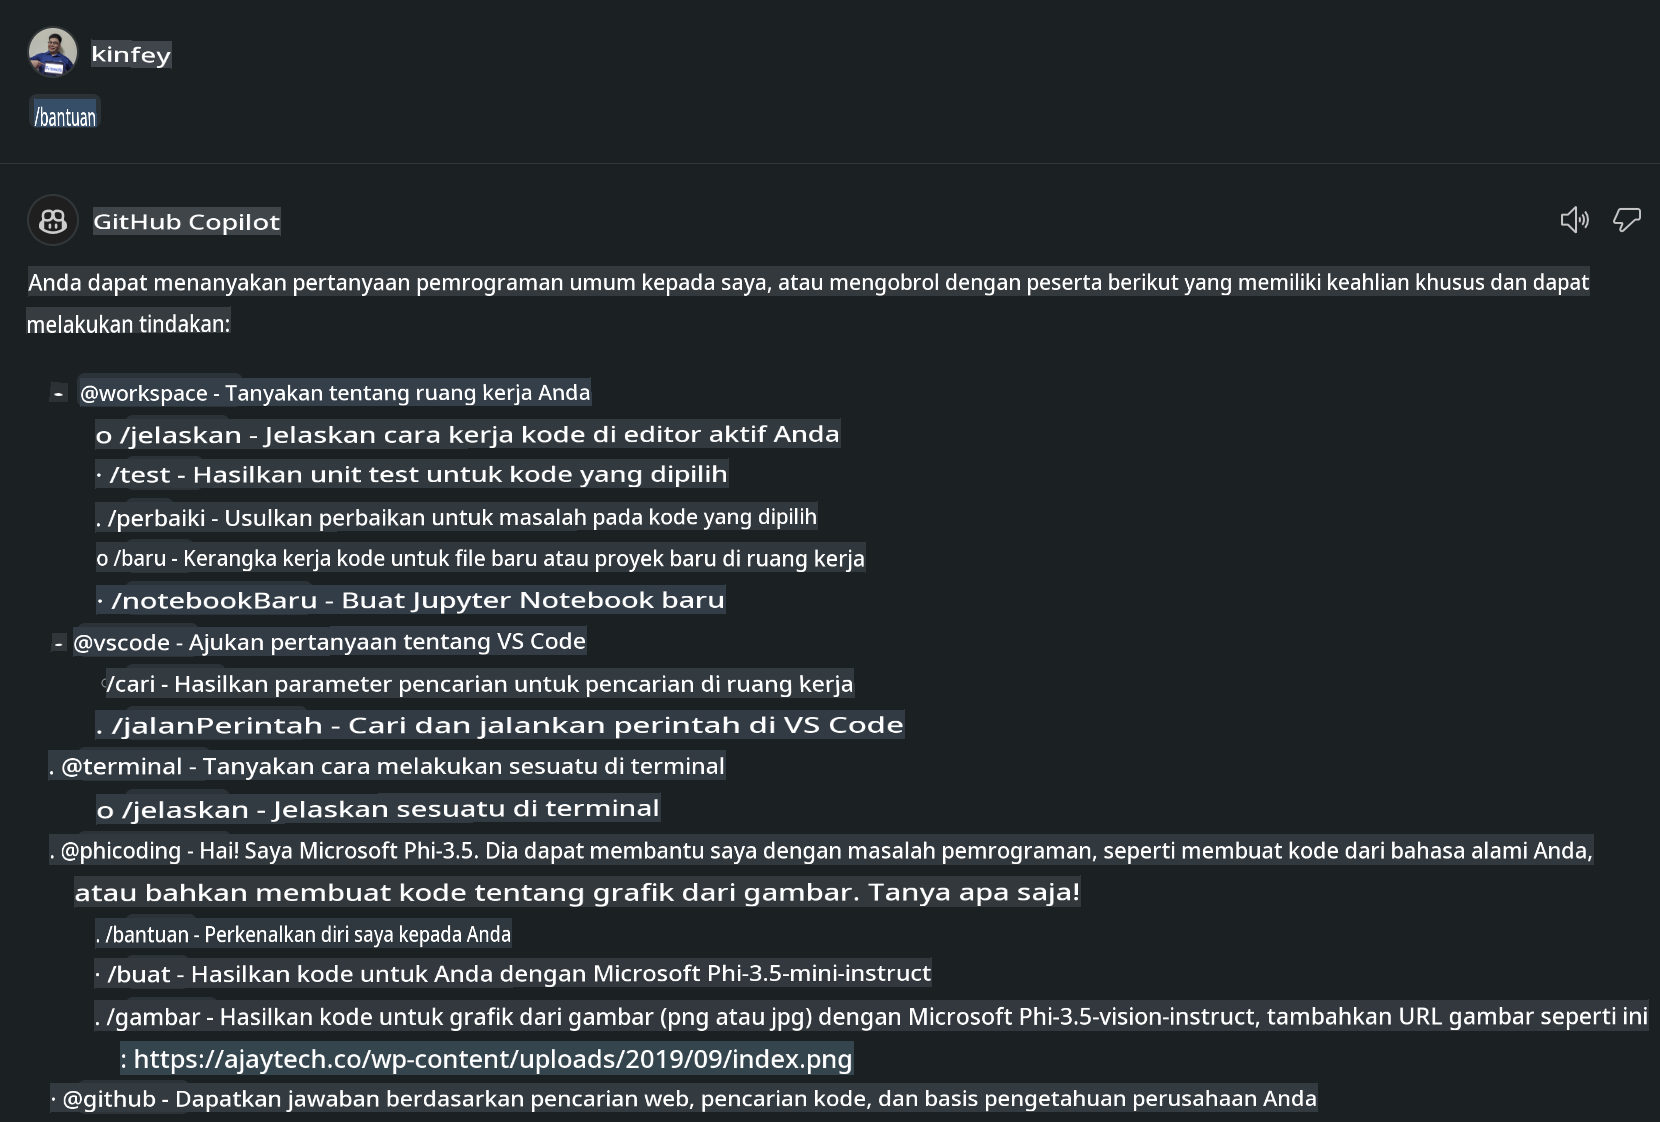 kinfey
/bantuan
GitHub Copilot
Anda dapat menanyakan pertanyaan pemrograman umum kepada saya, atau mengobrol dengan peserta berikut yang memiliki keahlian khusus dan dapat
melakukan tindakan:
- @workspace - Tanyakan tentang ruang kerja Anda
o /jelaskan - Jelaskan cara kerja kode di editor aktif Anda
· /test - Hasilkan unit test untuk kode yang dipilih
. /perbaiki - Usulkan perbaikan untuk masalah pada kode yang dipilih
o /baru - Kerangka kerja kode untuk file baru atau proyek baru di ruang kerja
· /notebookBaru - Buat Jupyter Notebook baru
- @vscode - Ajukan pertanyaan tentang VS Code
/cari - Hasilkan parameter pencarian untuk pencarian di ruang kerja
. /jalanPerintah - Cari dan jalankan perintah di VS Code
. @terminal - Tanyakan cara melakukan sesuatu di terminal
o /jelaskan - Jelaskan sesuatu di terminal
. @phicoding - Hai! Saya Microsoft Phi-3.5. Dia dapat membantu saya dengan masalah pemrograman, seperti membuat kode dari bahasa alami Anda,
atau bahkan membuat kode tentang grafik dari gambar. Tanya apa saja!
. /bantuan - Perkenalkan diri saya kepada Anda
· /buat - Hasilkan kode untuk Anda dengan Microsoft Phi-3.5-mini-instruct
. /gambar - Hasilkan kode untuk grafik dari gambar (png atau jpg) dengan Microsoft Phi-3.5-vision-instruct, tambahkan URL gambar seperti ini
: https://ajaytech.co/wp-content/uploads/2019/09/index.png
· @github - Dapatkan jawaban berdasarkan pencarian web, pencarian kode, dan basis pengetahuan perusahaan Anda